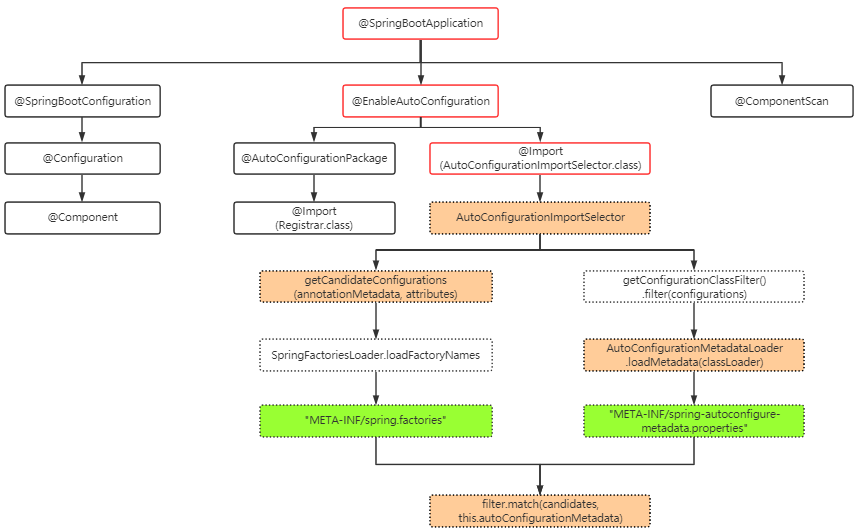 @SpringBootApplication
@SpringBootConfiguration
@EnableAutoConfiguration
@ComponentScan
@Configuration
@AutoConfigurationPackage
@Import
(AutoConfigurationImportSelector.class)
@Component
@Import
(Registrar.class)
AutoConfigurationImportSelector
getCandidateConfigurations
(annotationMetadata, attributes)
getConfigurationClassFilter()
.filter(configurations)
SpringFactoriesLoader.loadFactoryNames
AutoConfigurationMetadataLoader
.loadMetadata(classLoader)
"META-INF/spring.factories"
"META-INF/spring-autoconfigure-
metadata.properties"
filter.match(candidates,
this.autoConfigurationMetadata)